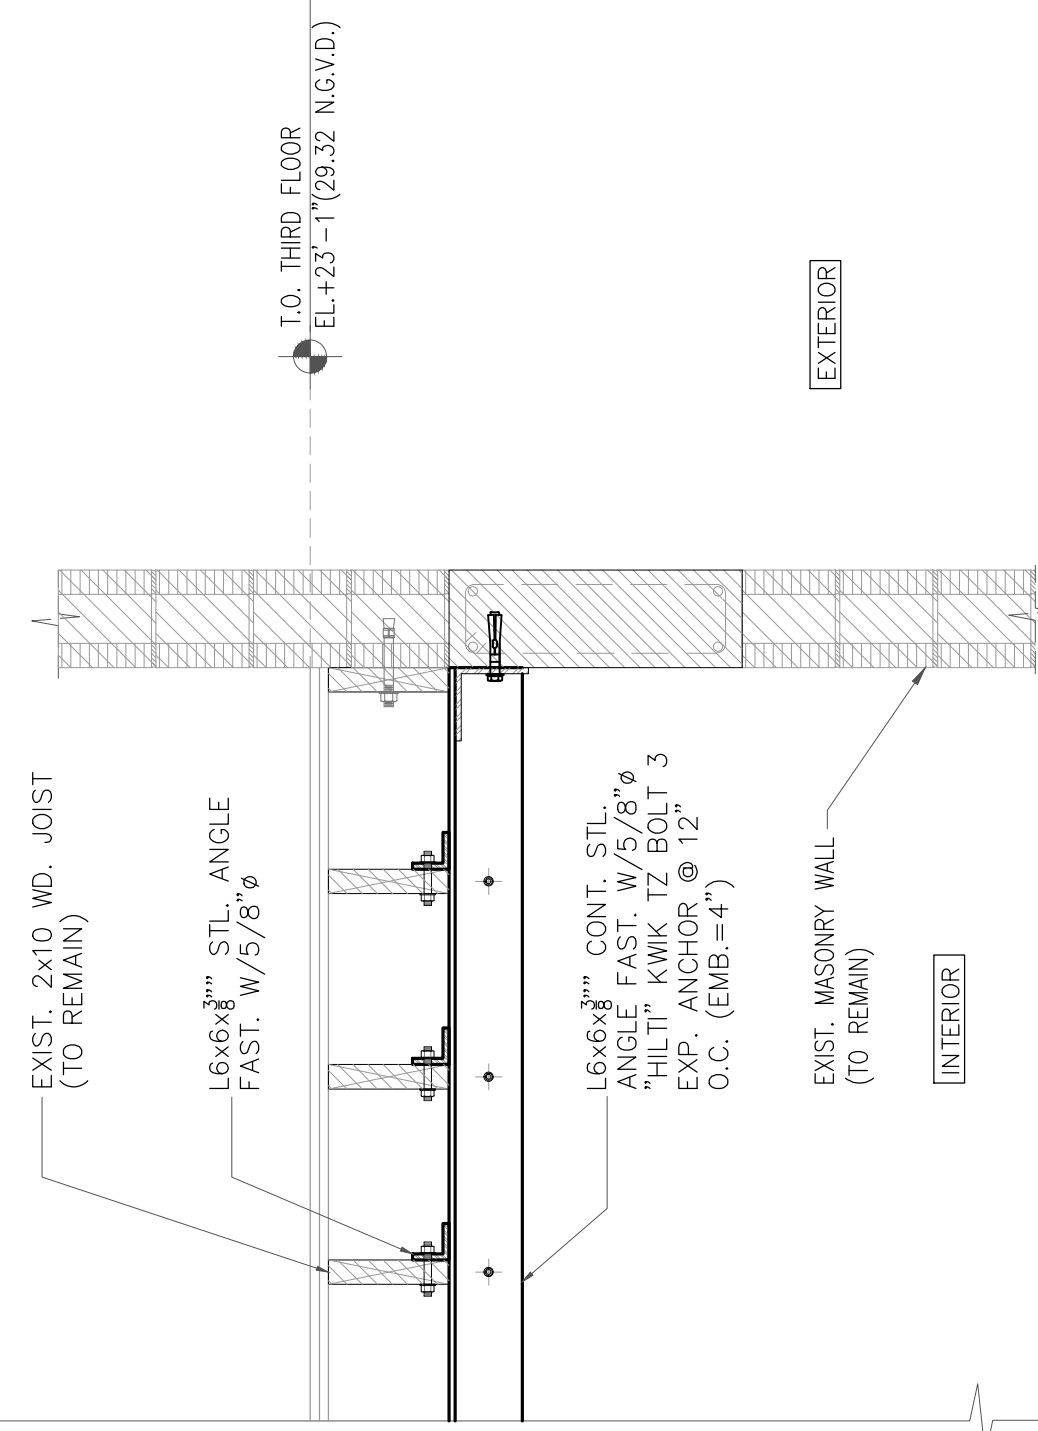 EXIST. 2x10 WD. JOIST
(TO REMAIN)
L6x6x3/8"" STL. ANGLE
FAST. W/5/8"ø
T.O. THIRD FLOOR
EL.+23'-1"(29.32 N.G.V.D.)
L6x6x3/8"" CONT. STL.
ANGLE FAST. W/5/8"ø
"HILTI" KWIK TZ BOLT 3
EXP. ANCHOR @ 12"
O.C. (EMB.=4")
EXIST. MASONRY WALL
(TO REMAIN)
INTERIOR
EXTERIOR